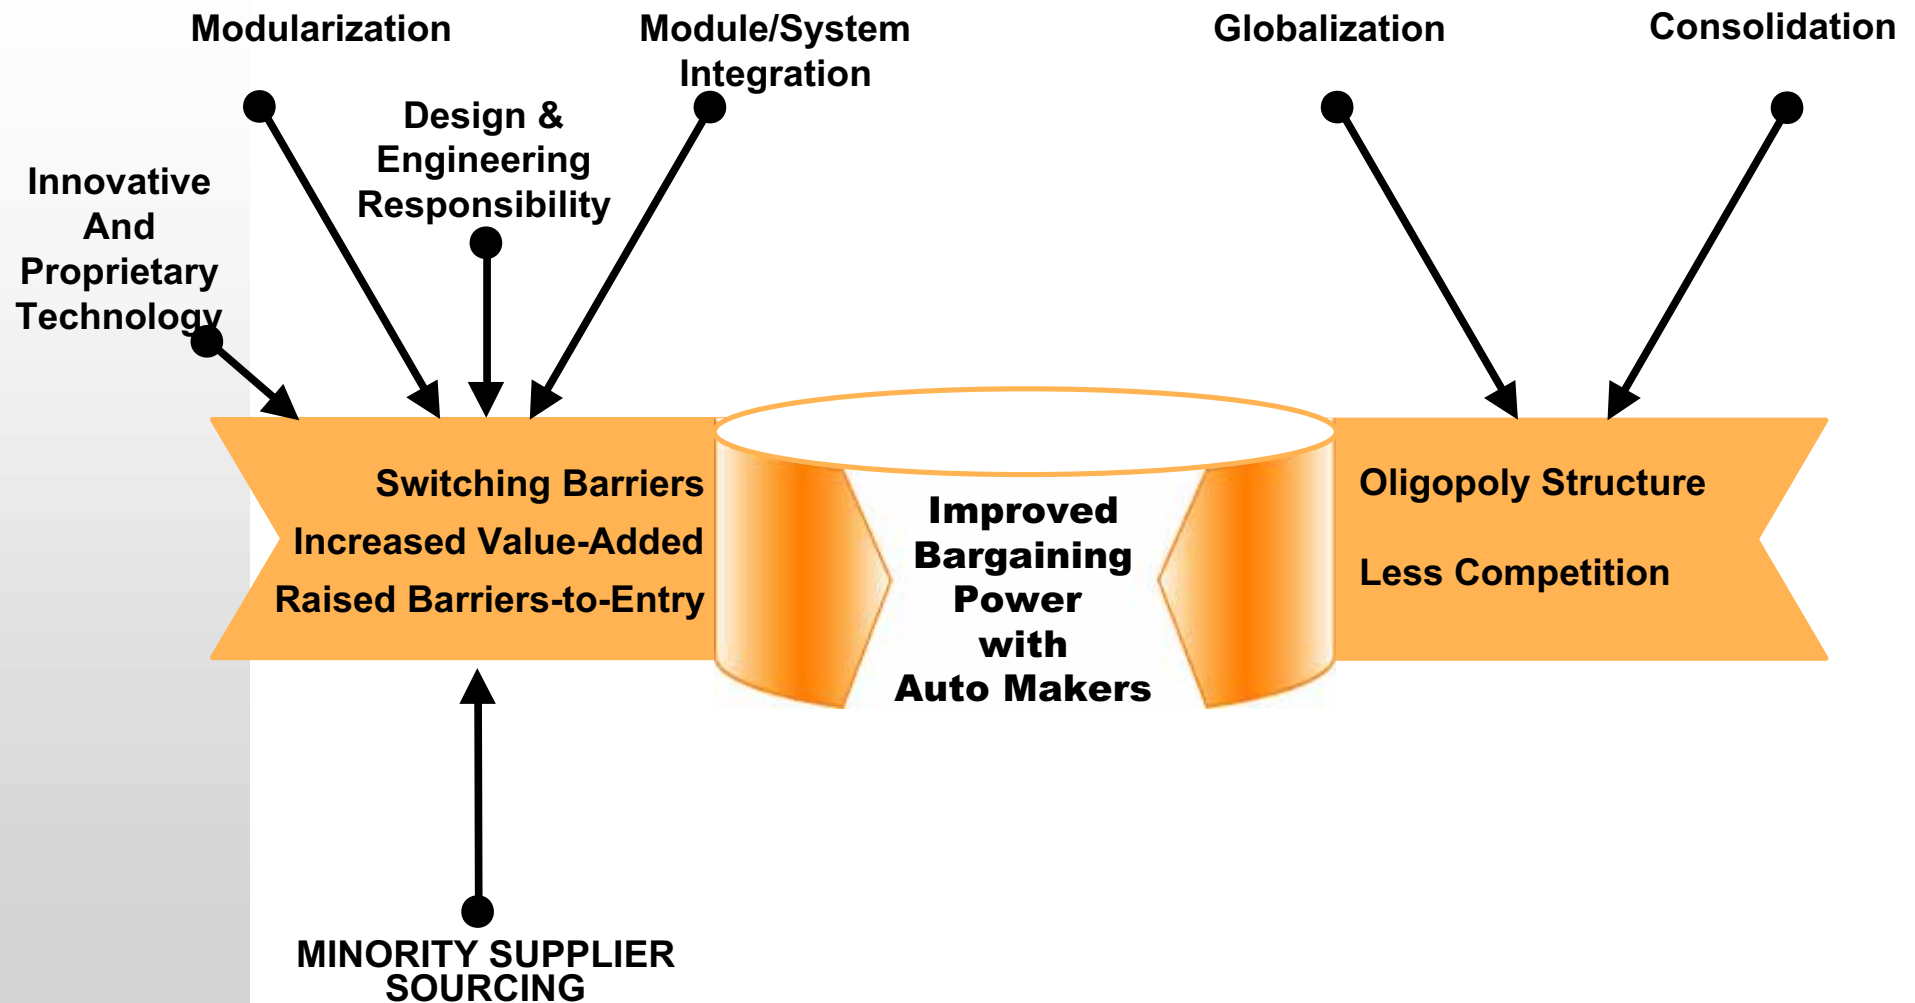 Modularization
Module/System
Integration
Globalization
Consolidation
Design &
Engineering
Responsibility
Innovative
And
Proprietary
Technology
Switching Barriers
Increased Value-Added
Raised Barriers-to-Entry
Improved
Bargaining
Power
with
Auto Makers
Oligopoly Structure
Less Competition
MINORITY SUPPLIER
SOURCING